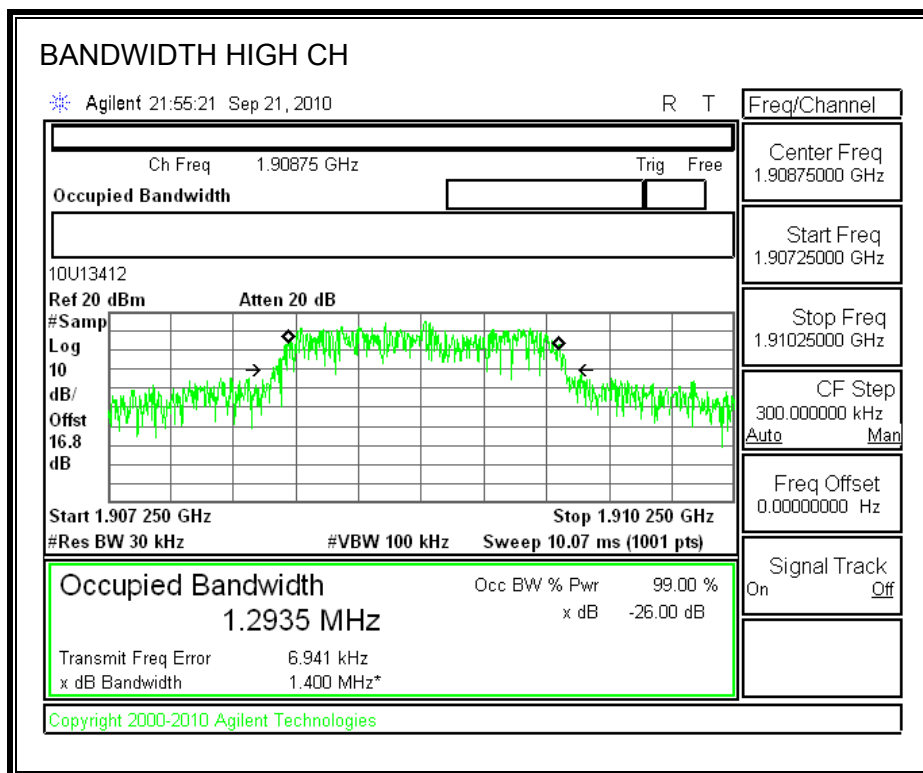 BANDWIDTH HIGH CH
Agilent 21:55:21 Sep 21, 2010 R T
Freq/Channel
Ch Freq 1.90875 GHz Trig Free
Occupied Bandwidth
Center Freq
1.90875000 GHz
Start Freq
1.90725000 GHz
Stop Freq
1.91025000 GHz
CF Step
300.000000 kHz
Auto Man
Freq Offset
0.00000000 Hz
Signal Track
On Off
10U13412
Ref 20 dBm Atten 20 dB
#Samp
Log
10
dB/
Offst
16.8
dB
Start 1.907 250 GHz Stop 1.910 250 GHz
#Res BW 30 kHz #VBW 100 kHz Sweep 10.07 ms (1001 pts)
Occupied Bandwidth Occ BW % Pwr 99.00 %
1.2935 MHz x dB -26.00 dB
Transmit Freq Error 6.941 kHz
x dB Bandwidth 1.400 MHz*
Copyright 2000-2010 Agilent Technologies